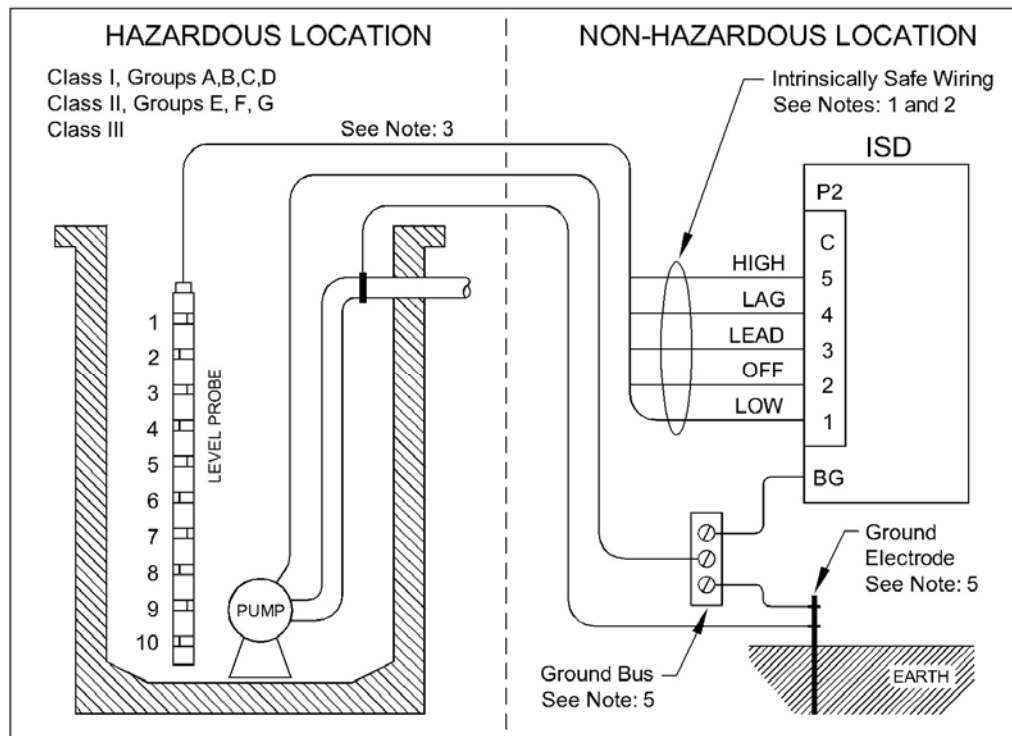 HAZARDOUS LOCATION
Class I, Groups A,B,C,D
Class II, Groups E, F, G
Class III
See Note: 3
1
2
3
4
5
6
7
8
9
10
LEVEL PROBE
PUMP
NON-HAZARDOUS LOCATION
Intrinsically Safe Wiring
See Notes: 1 and 2
ISD
P2
C
HIGH 5
LAG 4
LEAD 3
OFF 2
LOW 1
BG
Ground
Electrode
See Note: 5
Ground Bus
See Note: 5
EARTH